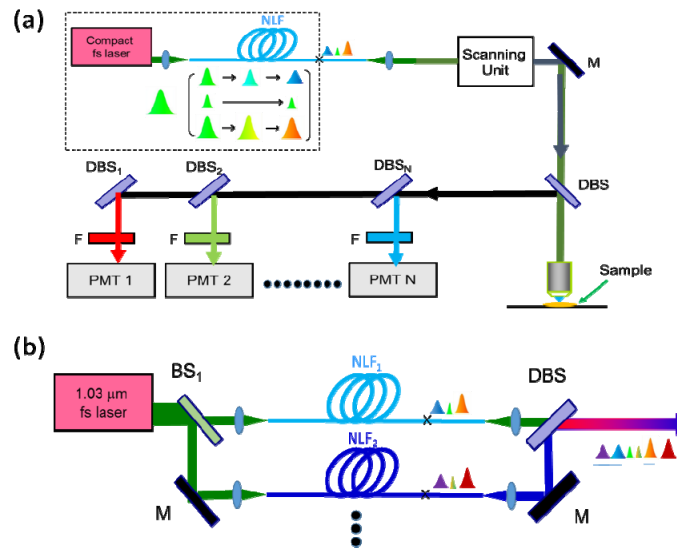 (a)
NLF
Compact
fs laser
Scanning
Unit
M
DBS₁
DBS₂
DBS_N
DBS
F
F
F
PMT 1
PMT 2
PMT N
Sample
(b)
1.03 μm
fs laser
BS₁
NLF₁
DBS
NLF₂
M
M